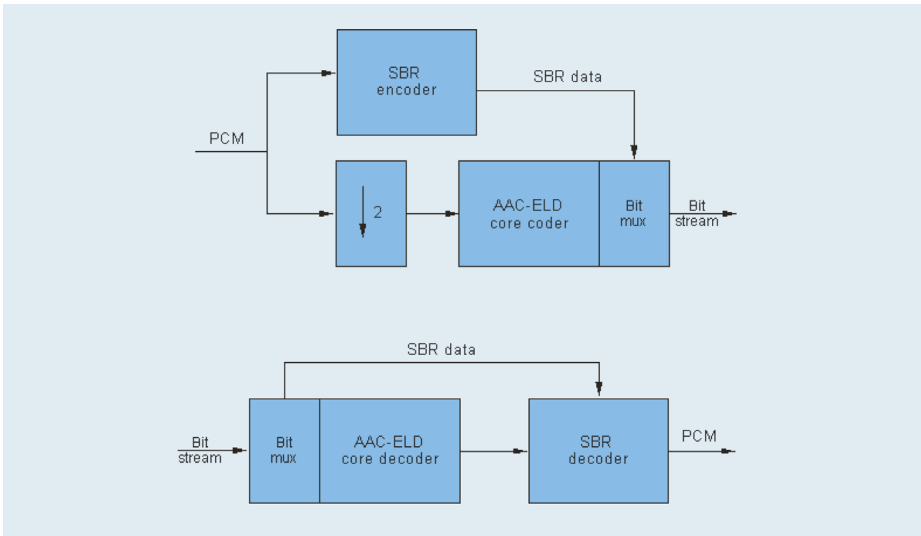 SBR
encoder
SBR data
PCM
2
AAC-ELD
core coder
Bit
mux
Bit
stream
SBR data
Bit
stream
Bit
mux
AAC-ELD
core decoder
SBR
decoder
PCM